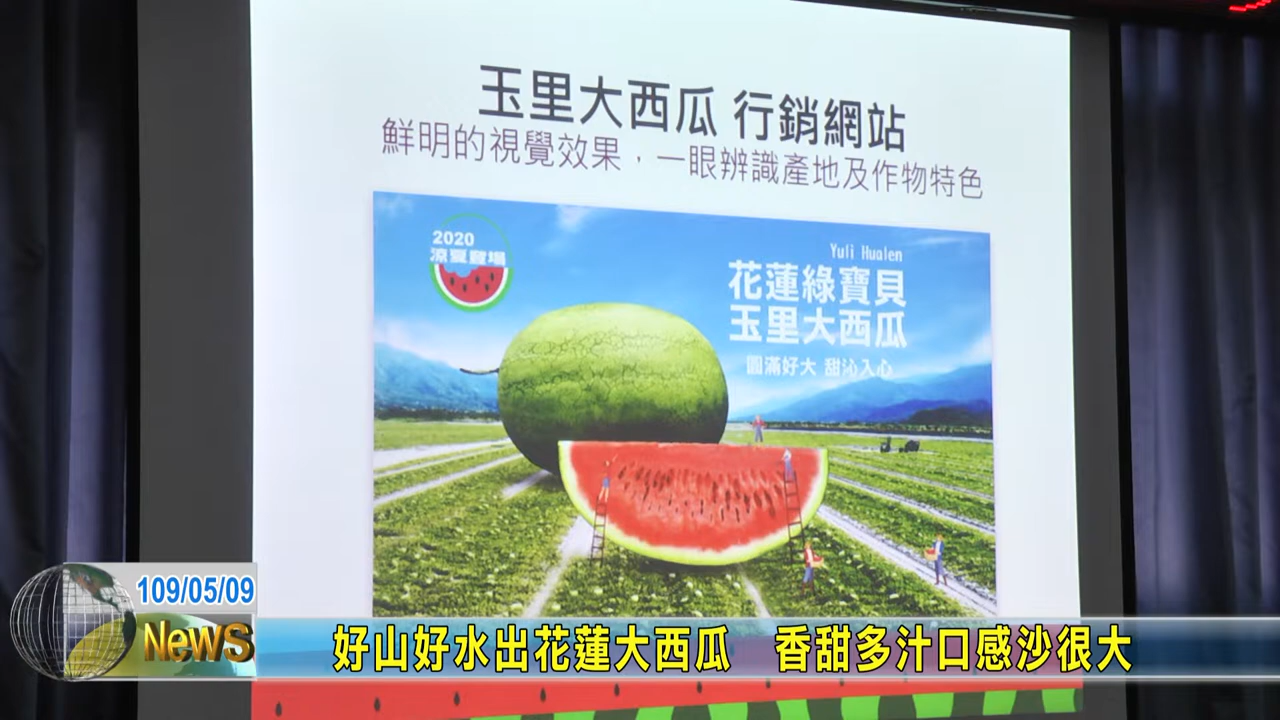 玉里大西瓜 行銷網站
鮮明的視覺效果，一眼辨識產地及作物特色
2020
涼夏登場
Yuli Hualen
花蓮綠寶貝
玉里大西瓜
圓滿好大 甜沁入心
109/05/09
NewS
好山好水出花蓮大西瓜 香甜多汁口感沙很大